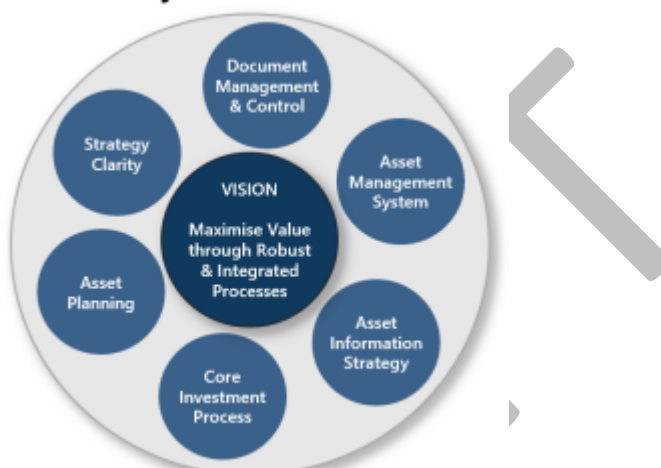 Document
Management
& Control
Asset
Management
System
Asset
Information
Strategy
Core
Investment
Process
Asset
Planning
Strategy
Clarity
VISION
Maximise Value
through Robust
& Integrated
Processes